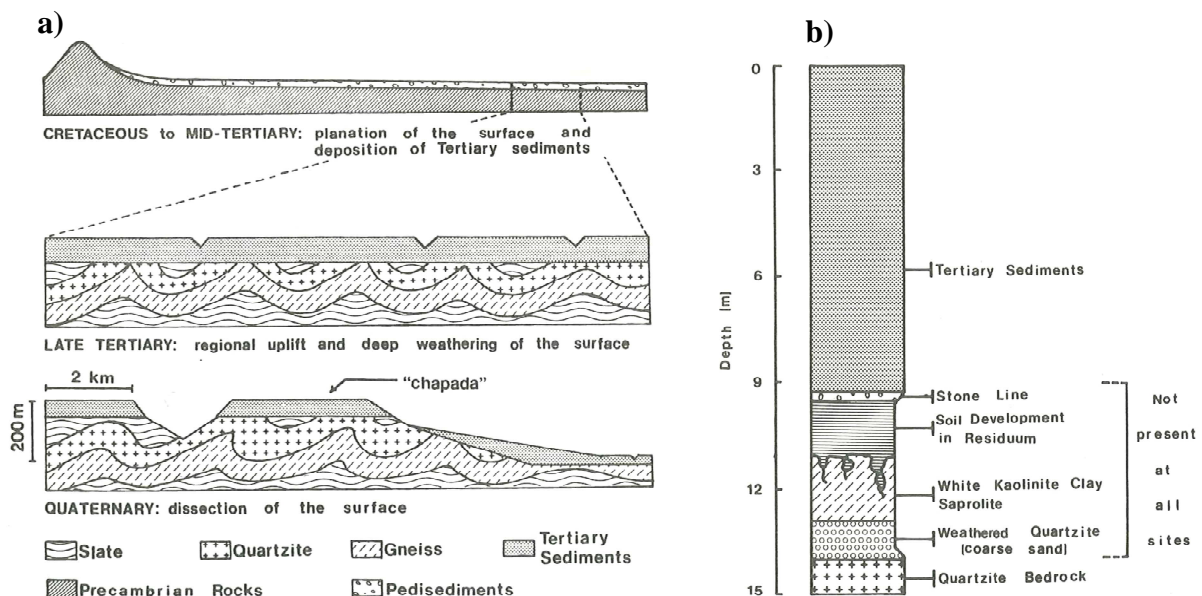 a)
CRETACEOUS to MID-TERTIARY: planation of the surface and
deposition of Tertiary sediments
LATE TERTIARY: regional uplift and deep weathering of the surface
2 km
"chapada"
200m
QUATERNARY: dissection of the surface
Slate
Quartzite
Gneiss
Tertiary
Sediments
Precambrian Rocks
Pedisediments
b)
0
3
6
9
12
15
Depth [m]
Tertiary Sediments
Stone Line
Soil Development
in Residuum
White Kaolinite Clay
Saprolite
Weathered Quartzite
(coarse sand)
Quartzite Bedrock
Not
present
at
all
sites